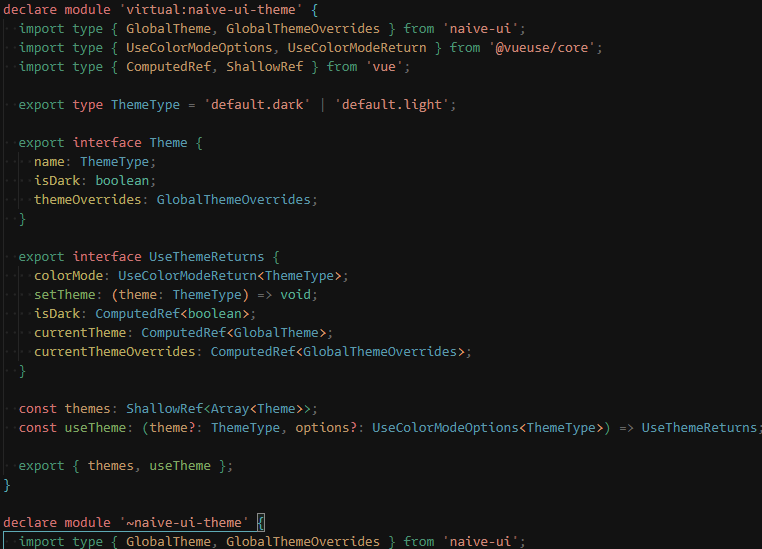 declare module 'virtual:naive-ui-theme' {
import type { GlobalTheme, GlobalThemeOverrides } from 'naive-ui';
import type { UseColorModeOptions, UseColorModeReturn } from '@vueuse/core';
import type { ComputedRef, ShallowRef } from 'vue';
export type ThemeType = 'default.dark' | 'default.light';
export interface Theme {
name: ThemeType;
isDark: boolean;
themeOverrides: GlobalThemeOverrides;
}
export interface UseThemeReturns {
colorMode: UseColorModeReturn<ThemeType>;
setTheme: (theme: ThemeType) => void;
isDark: ComputedRef<boolean>;
currentTheme: ComputedRef<GlobalTheme>;
currentThemeOverrides: ComputedRef<GlobalThemeOverrides>;
}
const themes: ShallowRef<Array<Theme>>;
const useTheme: (theme?: ThemeType, options?: UseColorModeOptions<ThemeType>) => UseThemeReturns;
export { themes, useTheme };
}
declare module '~naive-ui-theme' {
import type { GlobalTheme, GlobalThemeOverrides } from 'naive-ui';